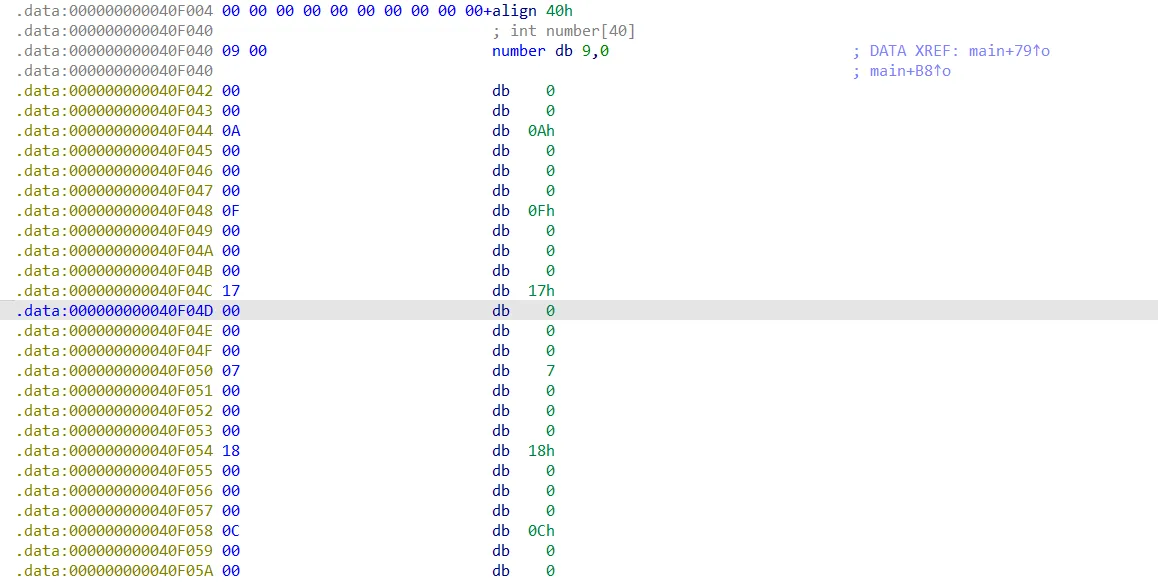 .data:000000000040F004 00 00 00 00 00 00 00 00 00 00+align 40h
.data:000000000040F040 ; int number[40]
.data:000000000040F040 09 00 number db 9,0 ; DATA XREF: main+79↑o
.data:000000000040F040 ; main+B8↑o
.data:000000000040F042 00 db 0
.data:000000000040F043 00 db 0
.data:000000000040F044 0A db 0Ah
.data:000000000040F045 00 db 0
.data:000000000040F046 00 db 0
.data:000000000040F047 00 db 0
.data:000000000040F048 0F db 0Fh
.data:000000000040F049 00 db 0
.data:000000000040F04A 00 db 0
.data:000000000040F04B 00 db 0
.data:000000000040F04C 17 db 17h
.data:000000000040F04D 00 db 0
.data:000000000040F04E 00 db 0
.data:000000000040F04F 00 db 0
.data:000000000040F050 07 db 7
.data:000000000040F051 00 db 0
.data:000000000040F052 00 db 0
.data:000000000040F053 00 db 0
.data:000000000040F054 18 db 18h
.data:000000000040F055 00 db 0
.data:000000000040F056 00 db 0
.data:000000000040F057 00 db 0
.data:000000000040F058 0C db 0Ch
.data:000000000040F059 00 db 0
.data:000000000040F05A 00 db 0